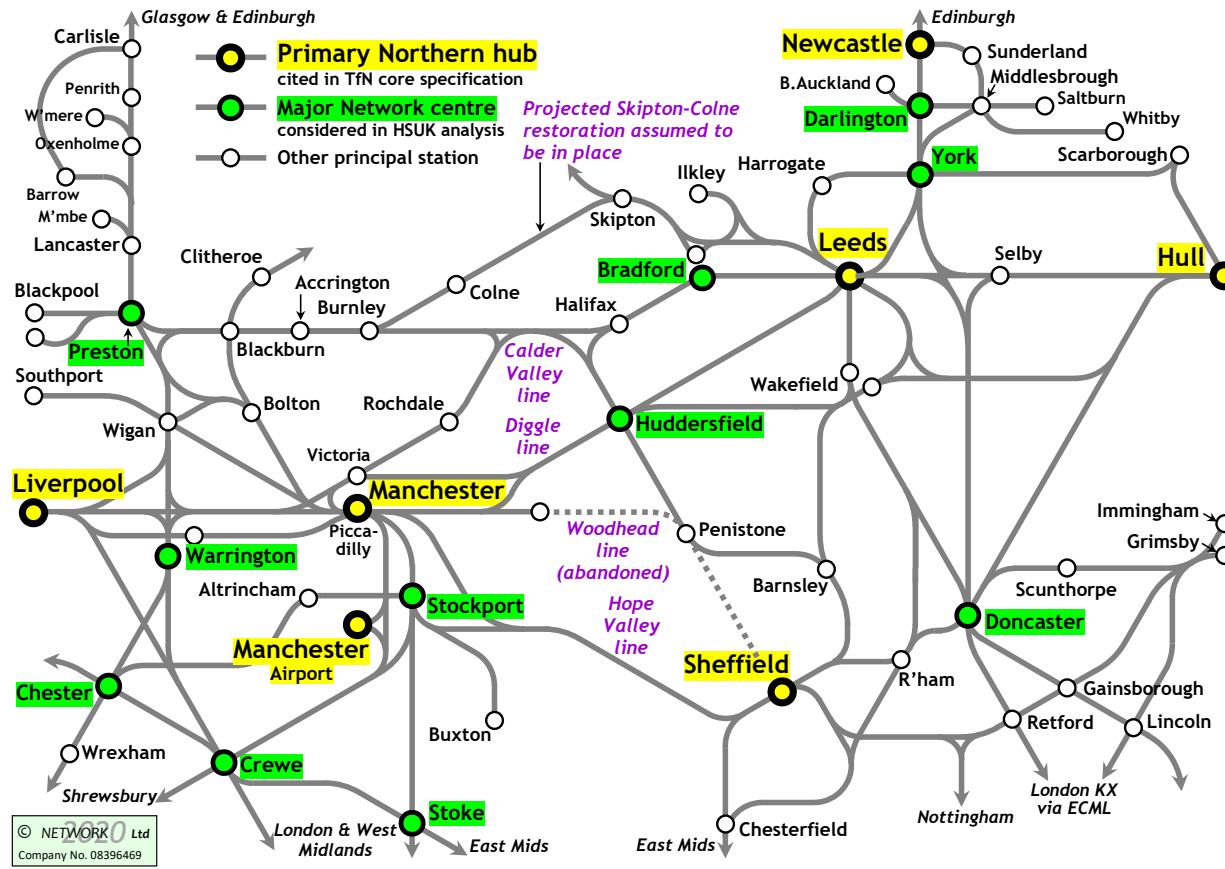 Glasgow & Edinburgh
Carlisle
Penrith
W'mere
Oxenholme
Barrow
M'mbe
Lancaster
Primary Northern hub
cited in TfN core specification
Major Network centre
considered in HSUK analysis
Other principal station
Projected Skipton-Colne
restoration assumed to
be in place
Edinburgh
Newcastle
Sunderland
B.Auckland
Middlesbrough
Saltburn
Darlington
Whitby
York
Scarborough
Harrogate
Ilkley
Skipton
Leeds
Bradford
Selby
Hull
Clitheroe
Accrington
Burnley
Colne
Halifax
Blackpool
Preston
Blackburn
Southport
Calder
Valley
line
Wakefield
Bolton
Rochdale
Wigan
Diggle
line
Huddersfield
Victoria
Liverpool
Manchester
Picca-
dilly
Woodhead
line
(abandoned)
Penistone
Immingham
Grimsby
Warrington
Altrincham
Stockport
Barnsley
Scunthorpe
Hope
Valley
line
Doncaster
Manchester
Airport
Sheffield
R'ham
Chester
Gainsborough
Buxton
Retford
Lincoln
Wrexham
Crewe
Shrewsbury
Stoke
London & West
Midlands
East Mids
East Mids
Chesterfield
Nottingham
London KX
via ECML
© NETWORK 2020 Ltd
Company No. 08396469